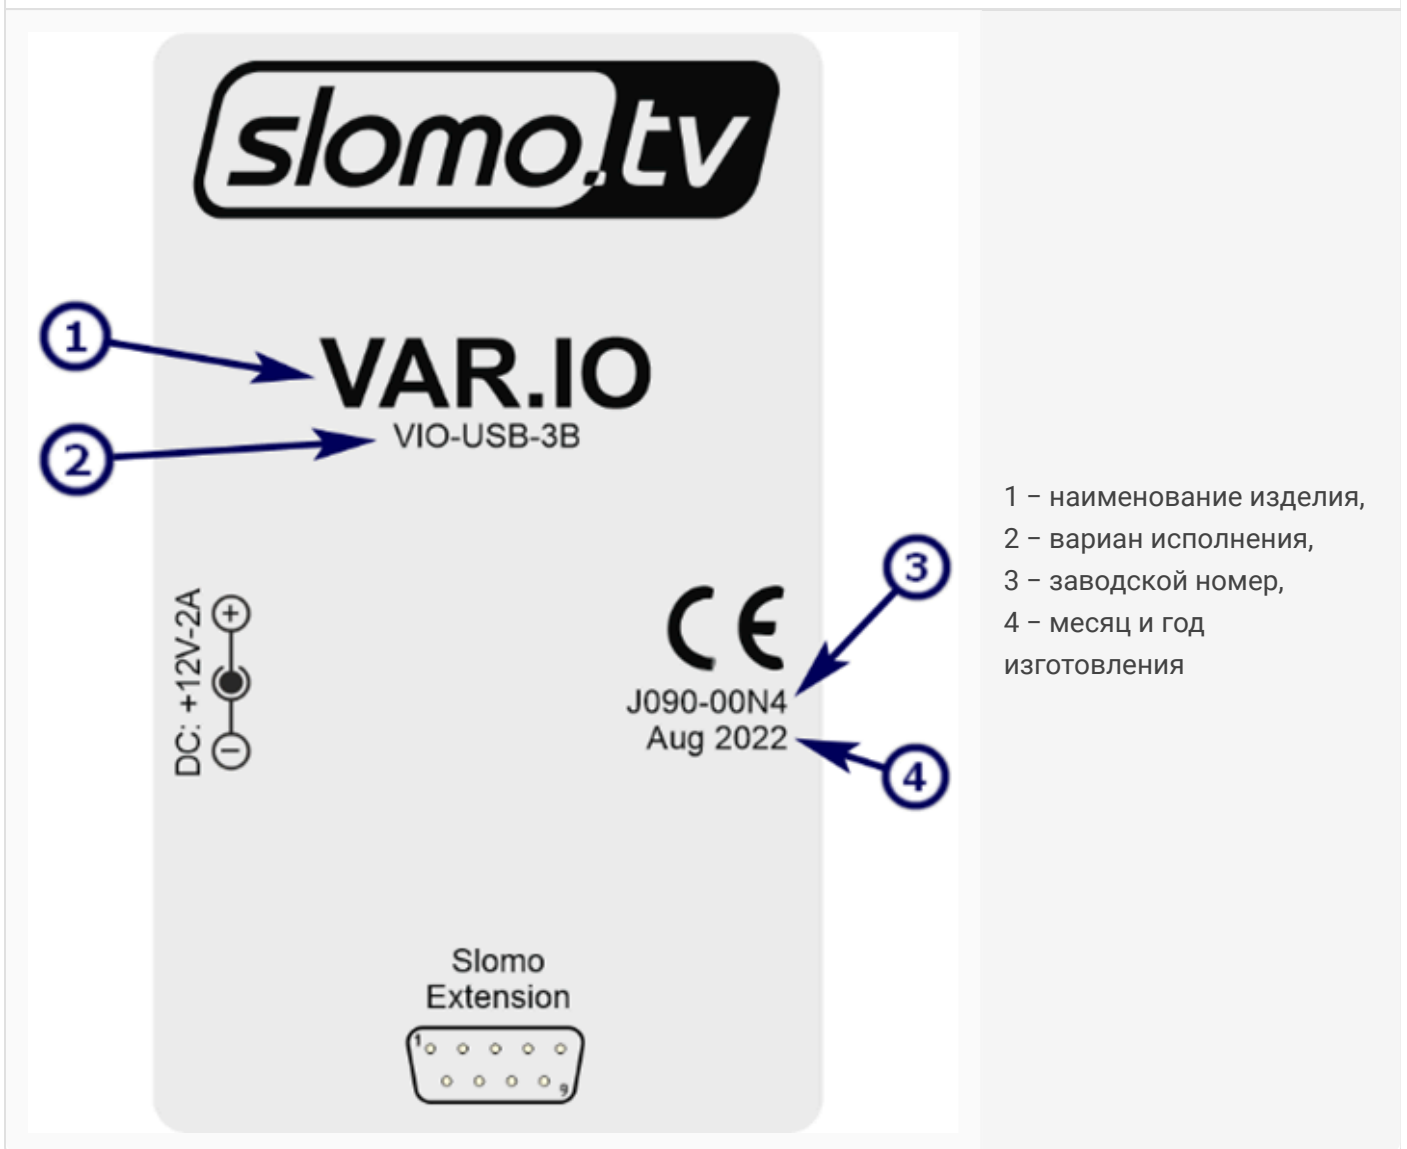 slomo.tv
1
VAR.IO
2
VIO-USB-3B
3
DC: +12V-2A
+
−
CE
J090-00N4
Aug 2022
4
Slomo
Extension
1
9
1 − наименование изделия,
2 − вариан исполнения,
3 − заводской номер,
4 − месяц и год
изготовления